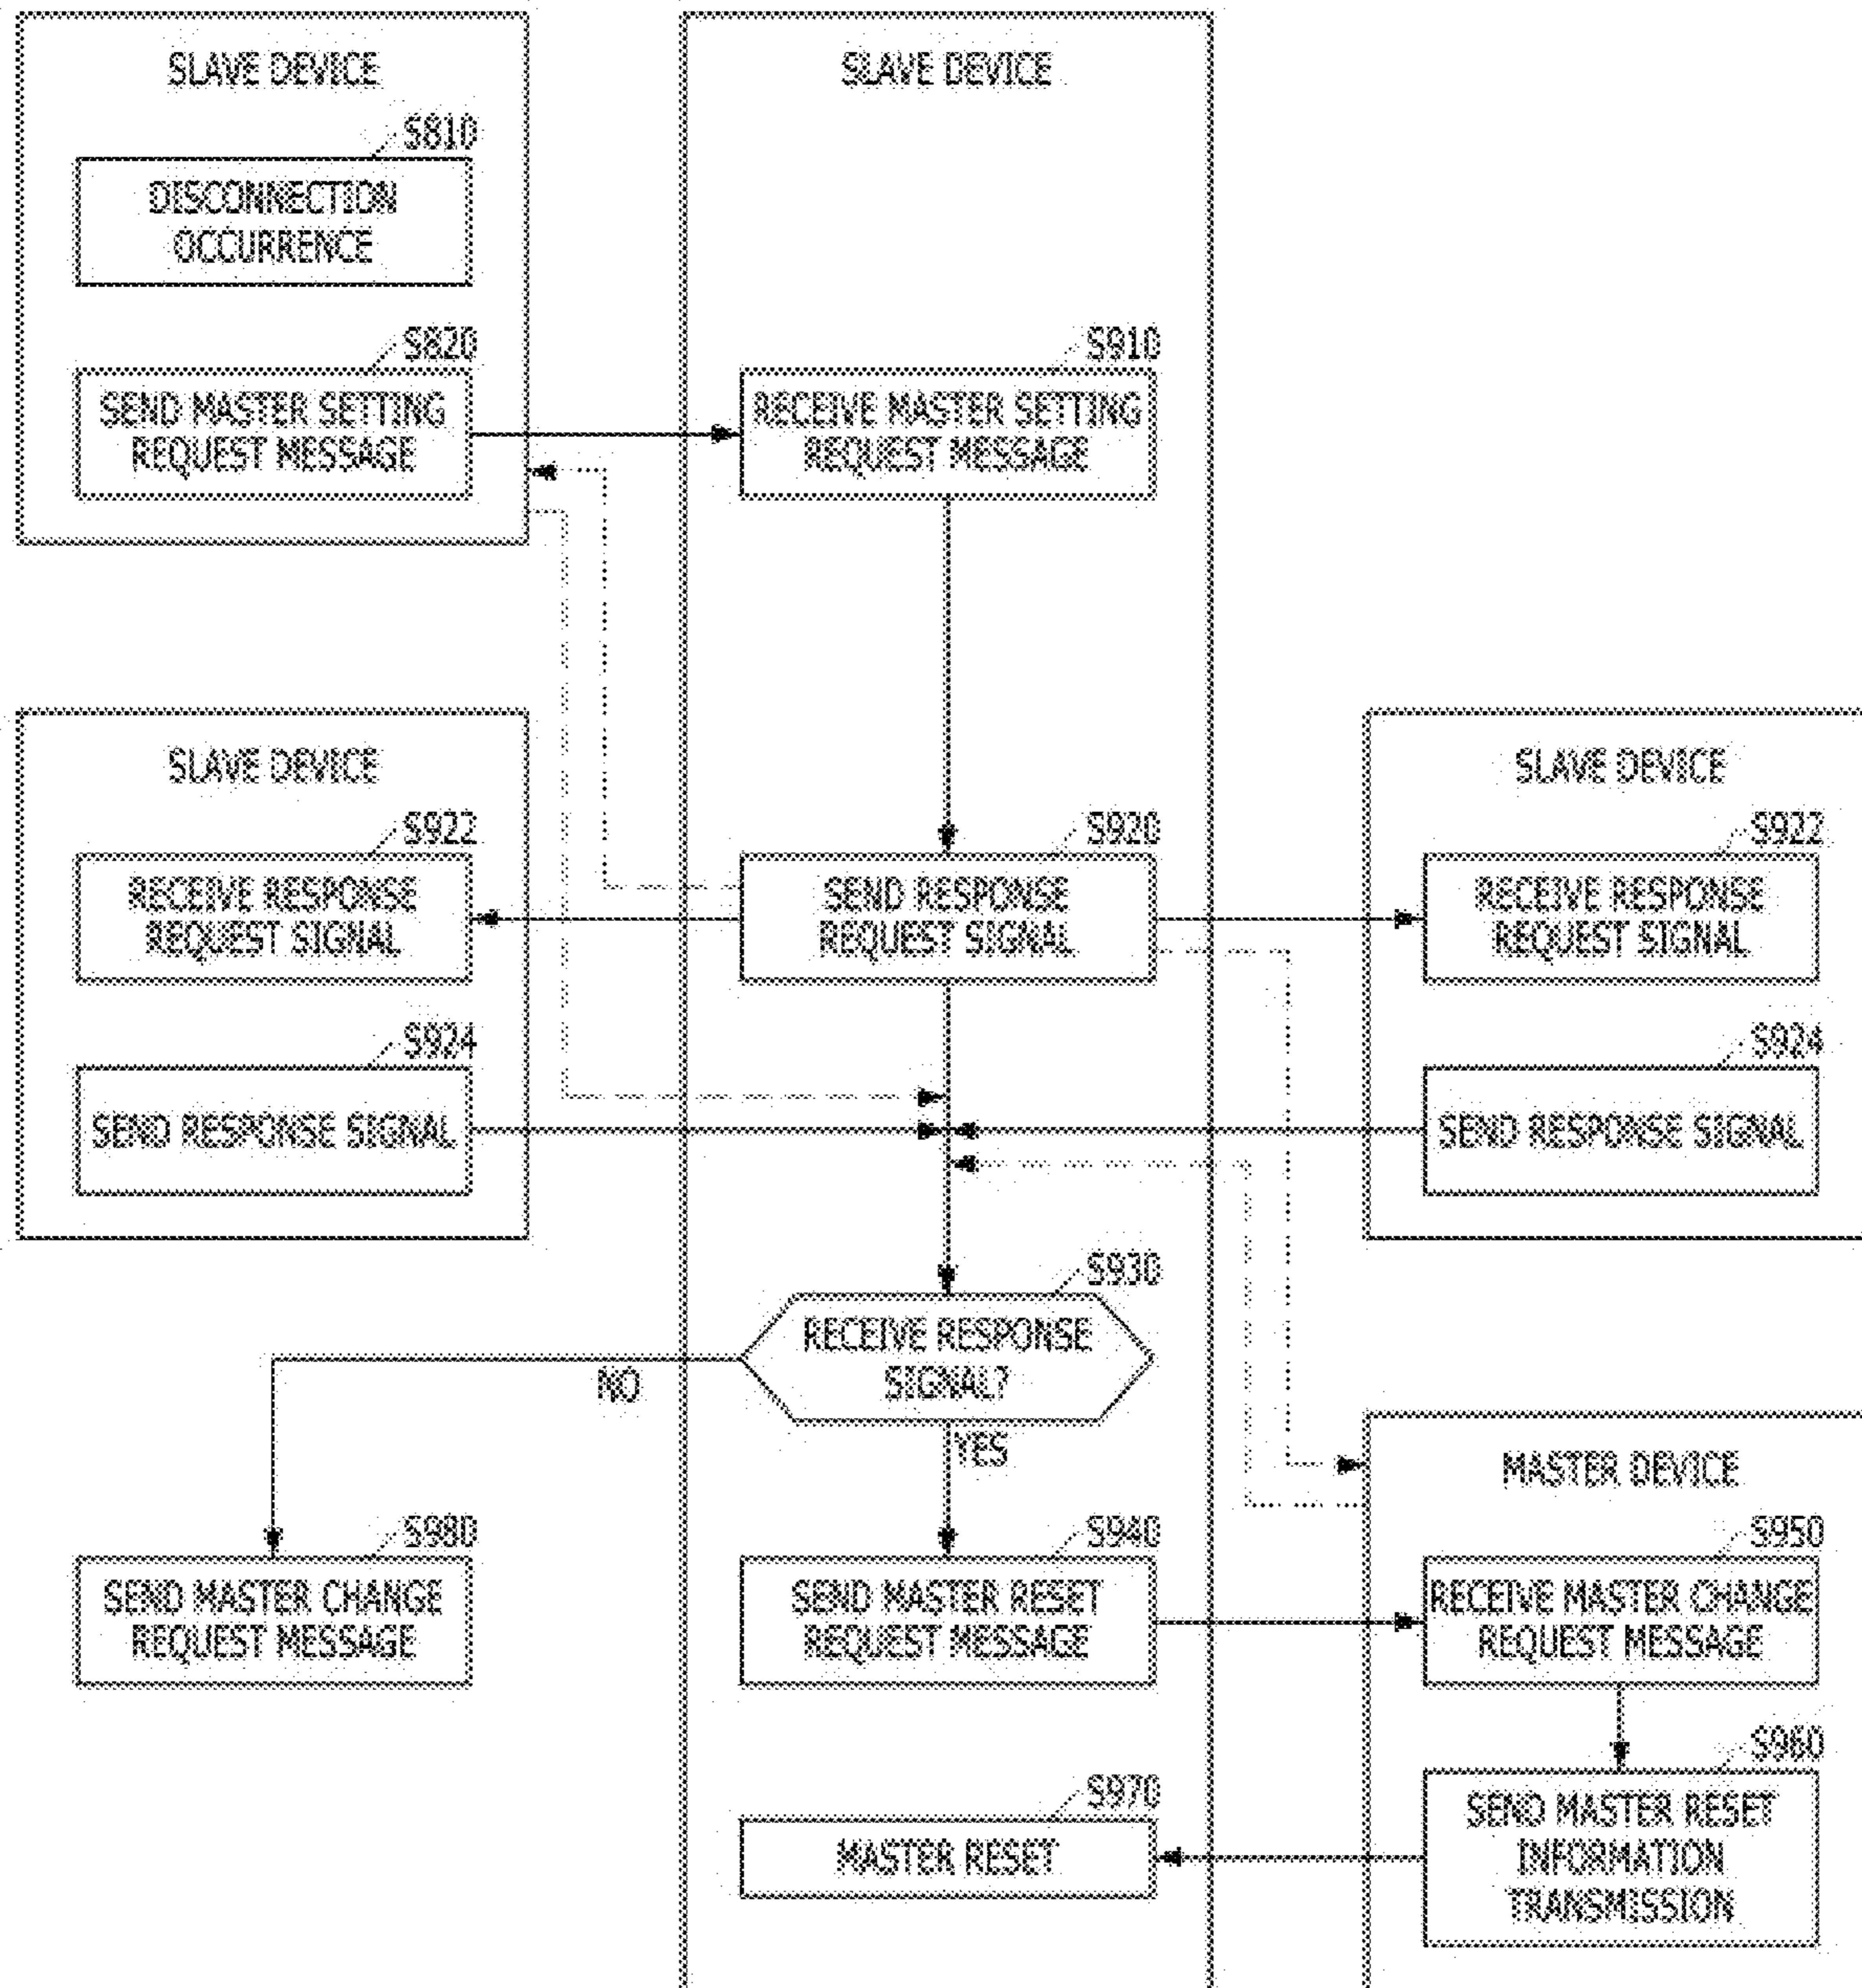 SLAVE DEVICE
S810
DISCONNECTION
OCCURRENCE
S820
SEND MASTER SETTING
REQUEST MESSAGE
SLAVE DEVICE
S910
RECEIVE MASTER SETTING
REQUEST MESSAGE
SLAVE DEVICE
S922
RECEIVE RESPONSE
REQUEST SIGNAL
S924
SEND RESPONSE SIGNAL
S920
SEND RESPONSE
REQUEST SIGNAL
SLAVE DEVICE
S922
RECEIVE RESPONSE
REQUEST SIGNAL
S924
SEND RESPONSE SIGNAL
S930
RECEIVE RESPONSE
SIGNAL?
NO
YES
S980
SEND MASTER CHANGE
REQUEST MESSAGE
S940
SEND MASTER RESET
REQUEST MESSAGE
MASTER DEVICE
S950
RECEIVE MASTER CHANGE
REQUEST MESSAGE
S960
SEND MASTER RESET
INFORMATION
TRANSMISSION
S970
MASTER RESET